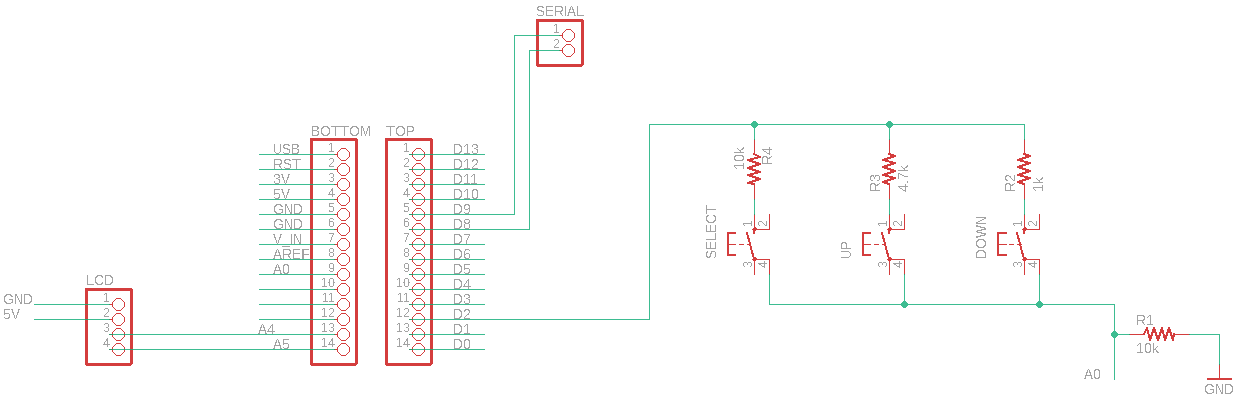 SERIAL
1
2
BOTTOM
TOP
USB 1
RST 2
3V 3
5V 4
GND 5
GND 6
V_IN 7
AREF 8
A0 9
10
11
12
A4 13
A5 14
1 D13
2 D12
3 D11
4 D10
5 D9
6 D8
7 D7
8 D6
9 D5
10 D4
11 D3
12 D2
13 D1
14 D0
LCD
GND 1
5V 2
3
4
10k
R4
SELECT
1
2
3
4
R3
4.7k
UP
1
2
3
4
R2
1k
DOWN
1
2
3
4
R1
10k
A0
GND